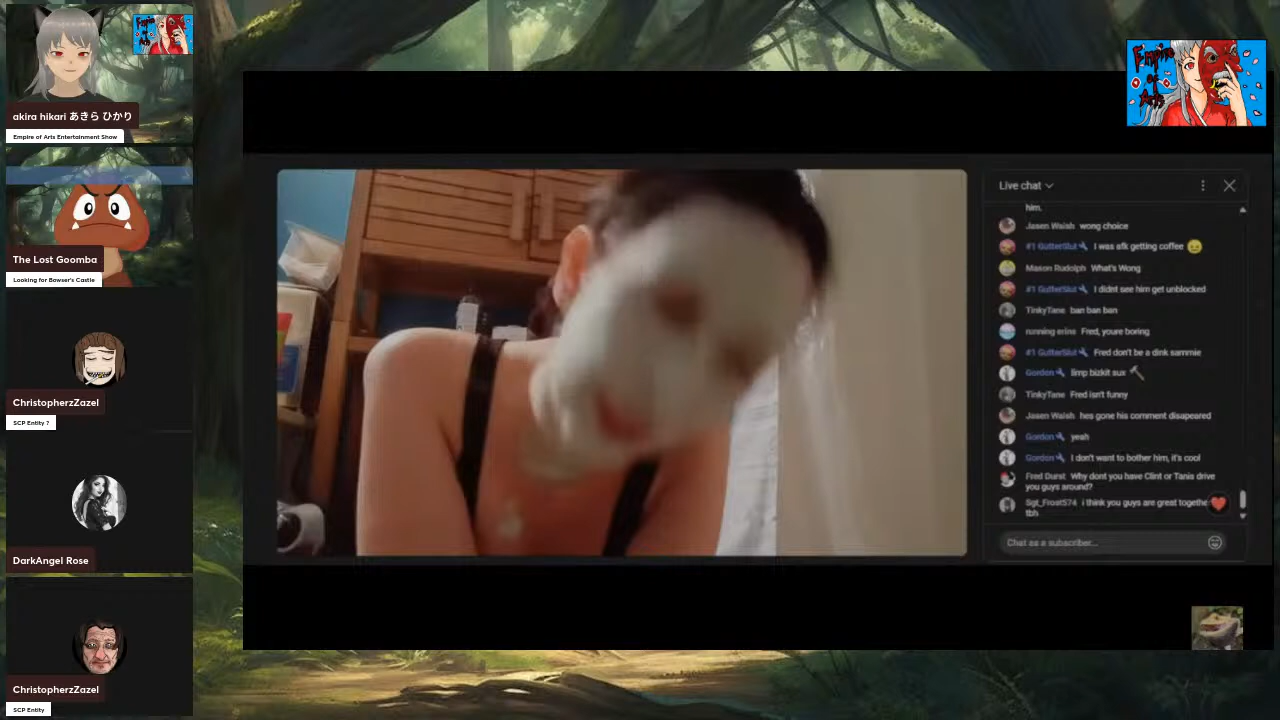 akira hikari あきら ひかり
Empire of Arts Entertainment Show
The Lost Goomba
Looking for Bowser's Castle
ChristopherzZazel
SCP Entity ?
DarkAngel Rose
ChristopherzZazel
SCP Entity
Empire
of
Arts
Live chat
him.
Jasen Walsh wong choice
#1 GutterSlut I was afk getting coffee
Maxon Rudolph What's Wong
#1 GutterSlut I didnt see him get unblocked
TinkyTane ban ban ban
running erins Fred, youre boring
#1 GutterSlut Fred don't be a dink sammie
Gordon limp bizkit sux
TinkyTane Fred isn't funny
Jasen Walsh hes gone his comment disapeared
Gordon yeah
Gordon I don't want to bother him, it's cool
Fred Durst Why dont you have Clint or Tanis drive
you guys around?
Sgt_Frost574 i think you guys are great togethe
tbh
Chat as a subscriber...